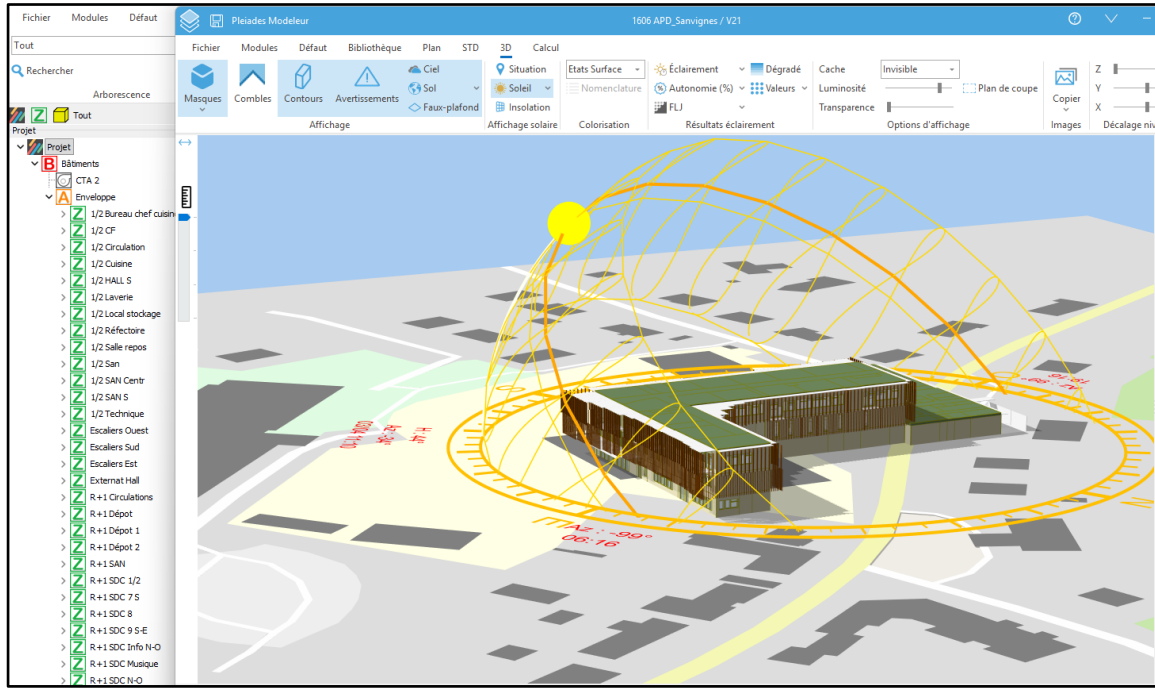 Fichier Modules Défaut
Pleiades Modeleur
1606 APD_Sanvignes / V21
Tout
Rechercher
Arborescence
Tout
Projet
Fichier Modules Défaut Bibliothèque Plan STD 3D Calcul
Masques
Combles
Contours
Avertissements
Ciel
Sol
Faux-plafond
Affichage
Situation
Soleil
Insolation
Affichage solaire
Etats Surface
Nomenclature
Colorisation
Éclairement
Dégradé
Autonomie (%)
Valeurs
FLJ
Résultats éclairement
Cache
Invisible
Luminosité
Plan de coupe
Transparence
Options d'affichage
Copier
Images
Z
Y
X
Décalage niv
Projet
B Bâtiments
CTA 2
A Enveloppe
Z 1/2 Bureau chef cuisin
Z 1/2 CF
Z 1/2 Circulation
Z 1/2 Cuisine
Z 1/2 HALL S
Z 1/2 Laverie
Z 1/2 Local stockage
Z 1/2 Réfectoire
Z 1/2 Salle repos
Z 1/2 San
Z 1/2 SAN Centr
Z 1/2 SAN S
Z 1/2 Technique
Z Escaliers Ouest
Z Escaliers Sud
Z Escaliers Est
Z Externat Hall
Z R+1 Circulations
Z R+1 Dépot
Z R+1 Dépot 1
Z R+1 Dépot 2
Z R+1 SAN
Z R+1 SDC 1/2
Z R+1 SDC 7 S
Z R+1 SDC 8
Z R+1 SDC 9 S-E
Z R+1 SDC Info N-O
Z R+1 SDC Musique
Z R+1 SDC N-O
Az : -99°
06:16
E